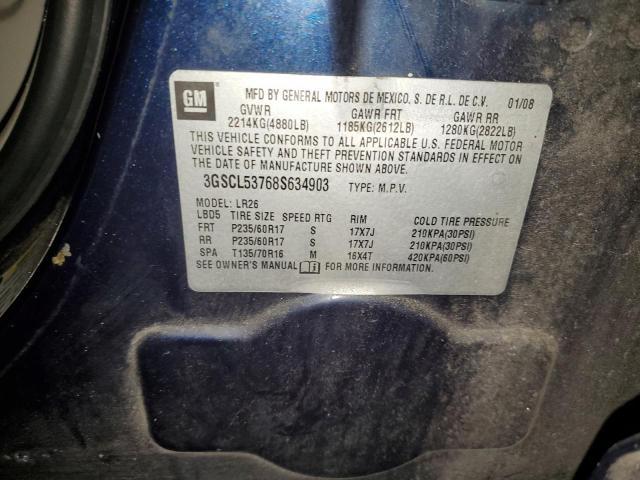 GM
MFD BY GENERAL MOTORS DE MEXICO, S. DE R.L. DE C.V. 01/08
GVWR GAWR FRT GAWR RR
2214KG(4880LB) 1185KG(2612LB) 1280KG(2822LB)
THIS VEHICLE CONFORMS TO ALL APPLICABLE U.S. FEDERAL MOTOR
VEHICLE SAFETY AND THEFT PREVENTION STANDARDS IN EFFECT ON
THE DATE OF MANUFACTURE SHOWN ABOVE.
3GSCL53768S634903 TYPE: M.P.V.
MODEL: LR26
LBD5 TIRE SIZE SPEED RTG RIM COLD TIRE PRESSURE
FRT P235/60R17 S 17X7J 210KPA(30PSI)
RR P235/60R17 S 17X7J 210KPA(30PSI)
SPA T135/70R16 M 16X4T 420KPA(60PSI)
SEE OWNER'S MANUAL FOR MORE INFORMATION.